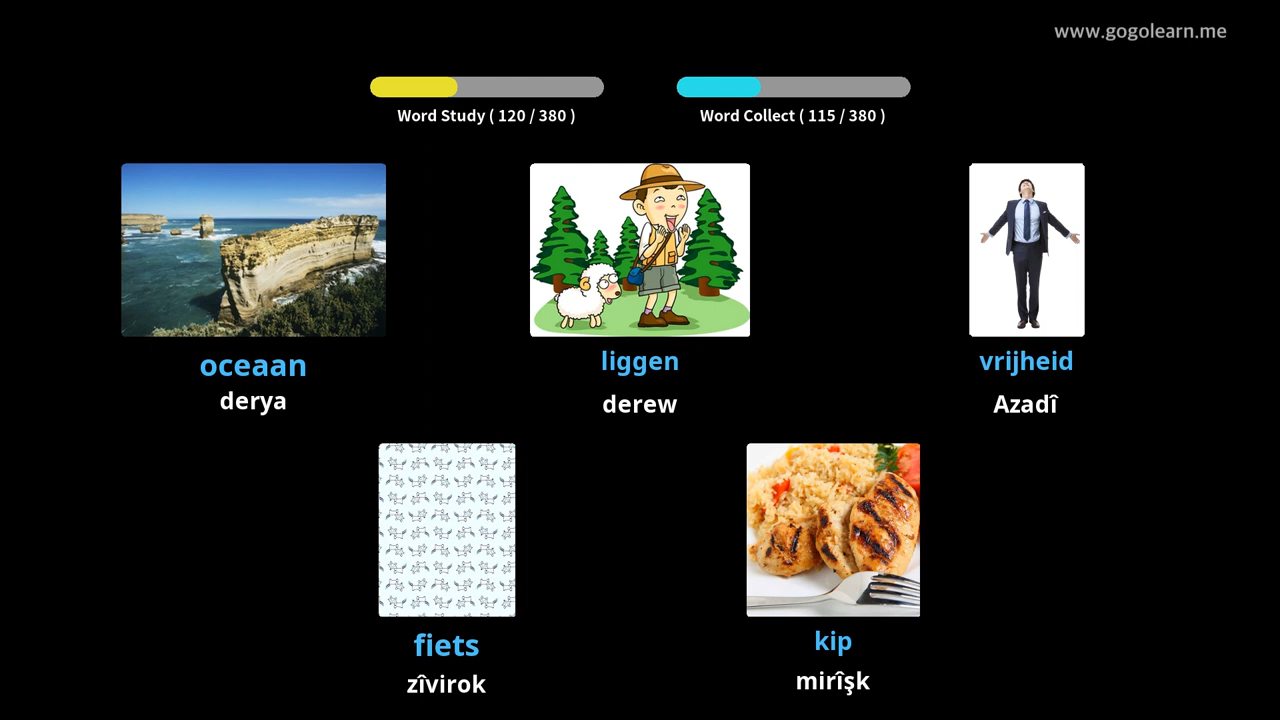 www.gogolearn.me
Word Study ( 120 / 380 )
Word Collect ( 115 / 380 )
oceaan
derya
liggen
derew
vrijheid
Azadî
fiets
zîvirok
kip
mirîşk